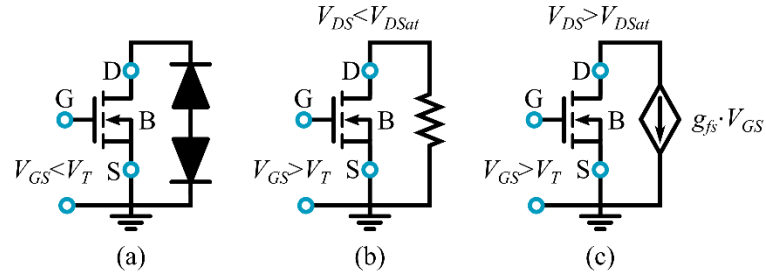 V_DS<V_DSat V_DS>V_DSat
D D D
G B G B G B g_fs·V_GS
V_GS<V_T S V_GS>V_T S V_GS>V_T S
(a) (b) (c)